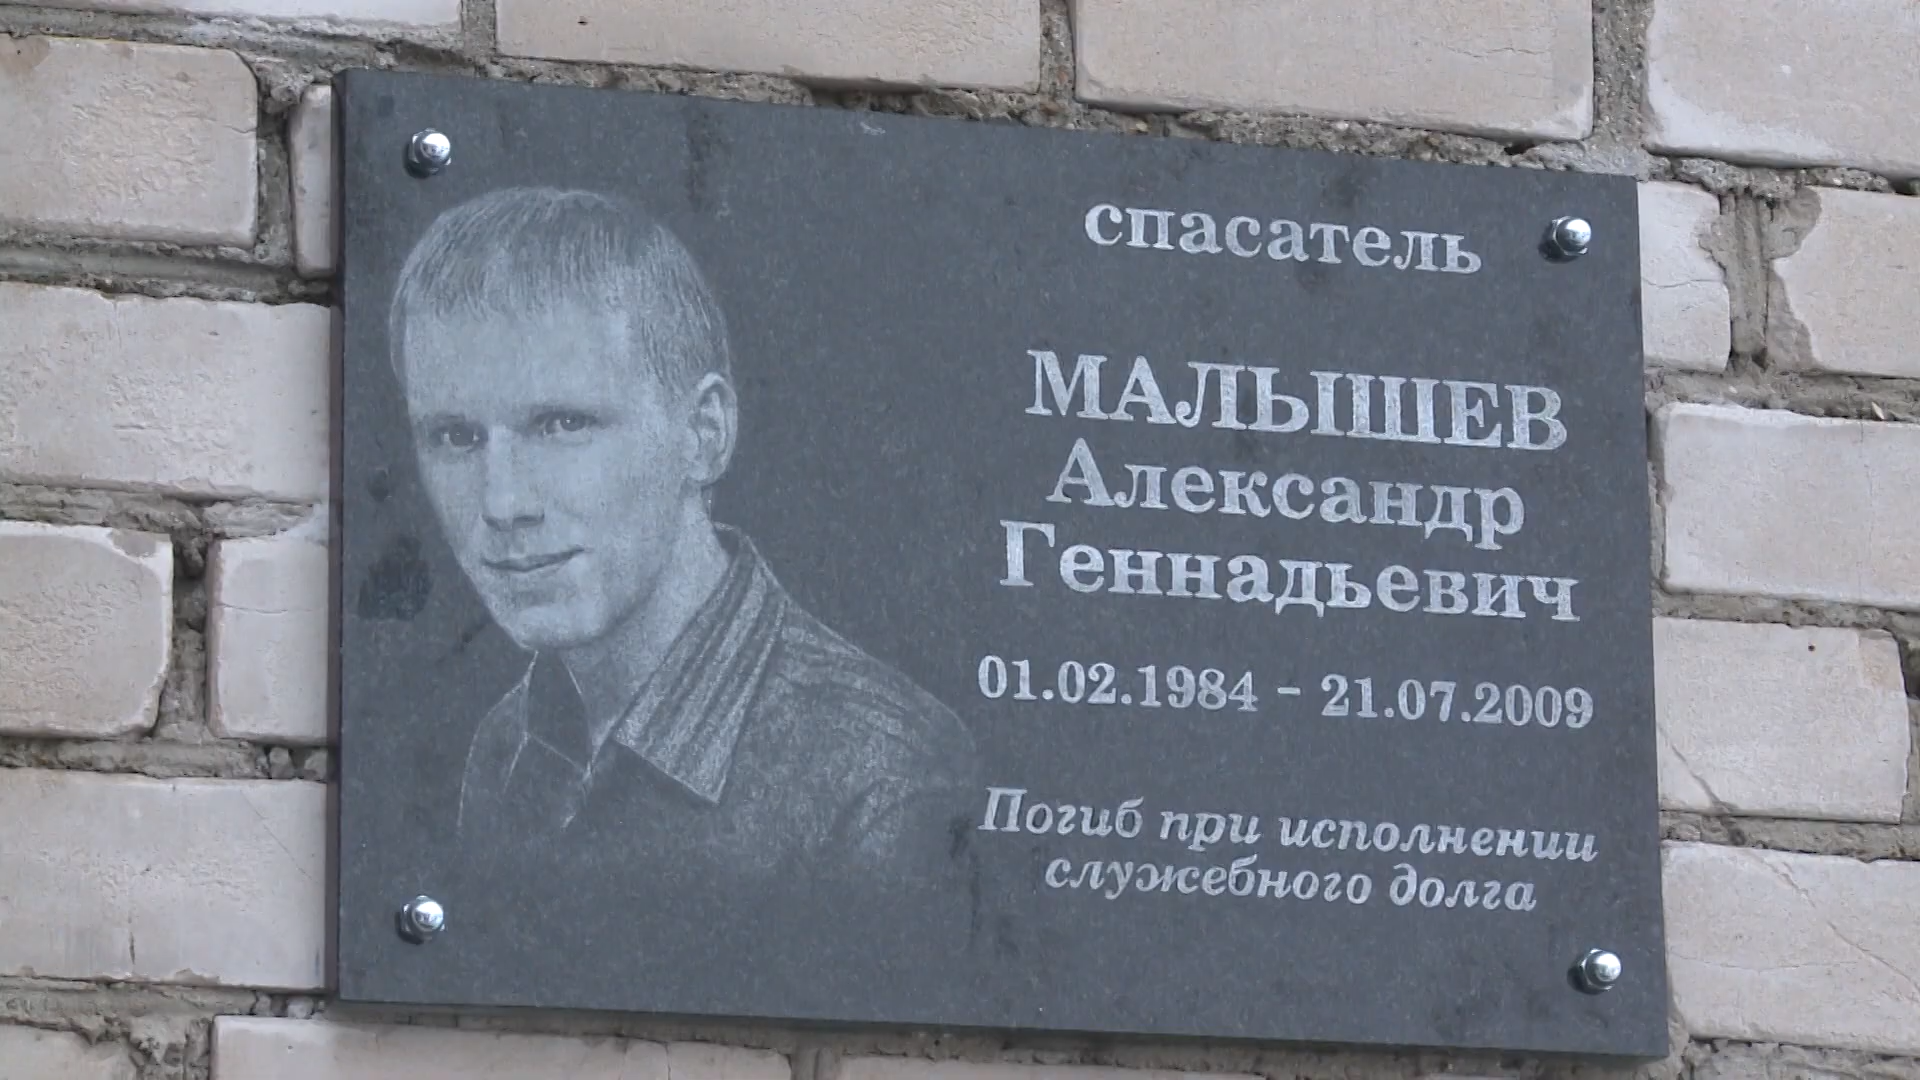 спасатель
МАЛЫШЕВ
Александр
Геннадьевич
01.02.1984 - 21.07.2009
Погиб при исполнении
служебного долга